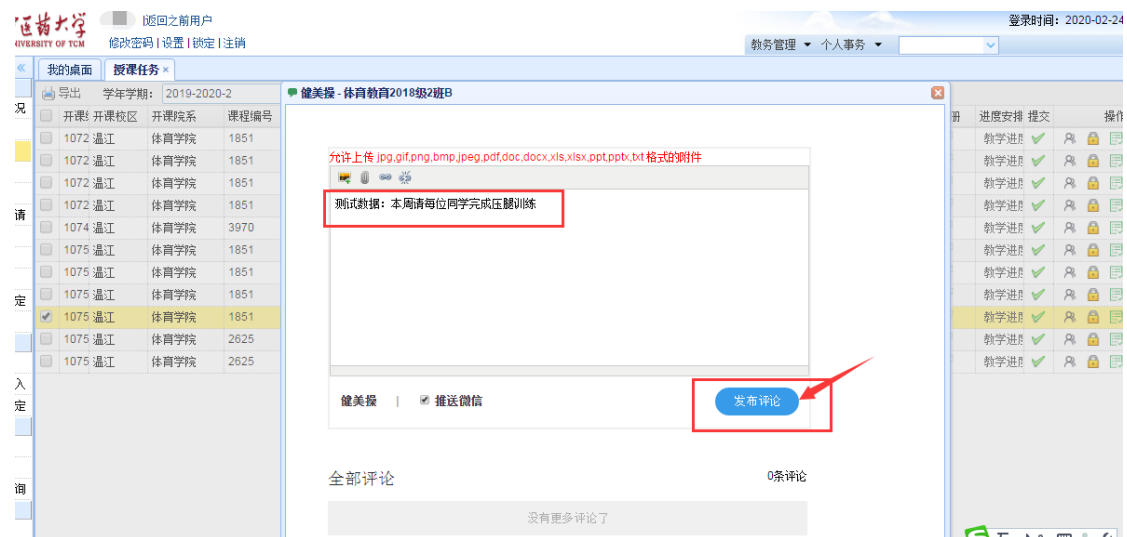 医药大学
返回之前用户
登录时间: 2020-02-24
UNIVERSITY OF TCM
修改密码 | 设置 | 锁定 | 注销
教务管理 个人事务
我的桌面 授课任务 ×
导出 学年学期: 2019-2020-2
健美操 - 体育教育2018级2班B
况
开课 开课校区 开课院系 课程编号
册 进度安排 提交 操作
1072 温江 体育学院 1851
教学进度
1072 温江 体育学院 1851
教学进度
1072 温江 体育学院 1851
教学进度
1072 温江 体育学院 1851
教学进度
请
1074 温江 体育学院 3970
教学进度
1075 温江 体育学院 1851
教学进度
1075 温江 体育学院 1851
教学进度
1075 温江 体育学院 1851
教学进度
定
1075 温江 体育学院 1851
教学进度
1075 温江 体育学院 2625
教学进度
1075 温江 体育学院 2625
教学进度
入
定
询
允许上传 jpg,gif,png,bmp,jpeg,pdf,doc,docx,xls,xlsx,ppt,pptx,txt 格式的附件
测试数据：本周请每位同学完成压腿训练
健美操 | 推送微信
发布评论
全部评论
0条评论
没有更多评论了